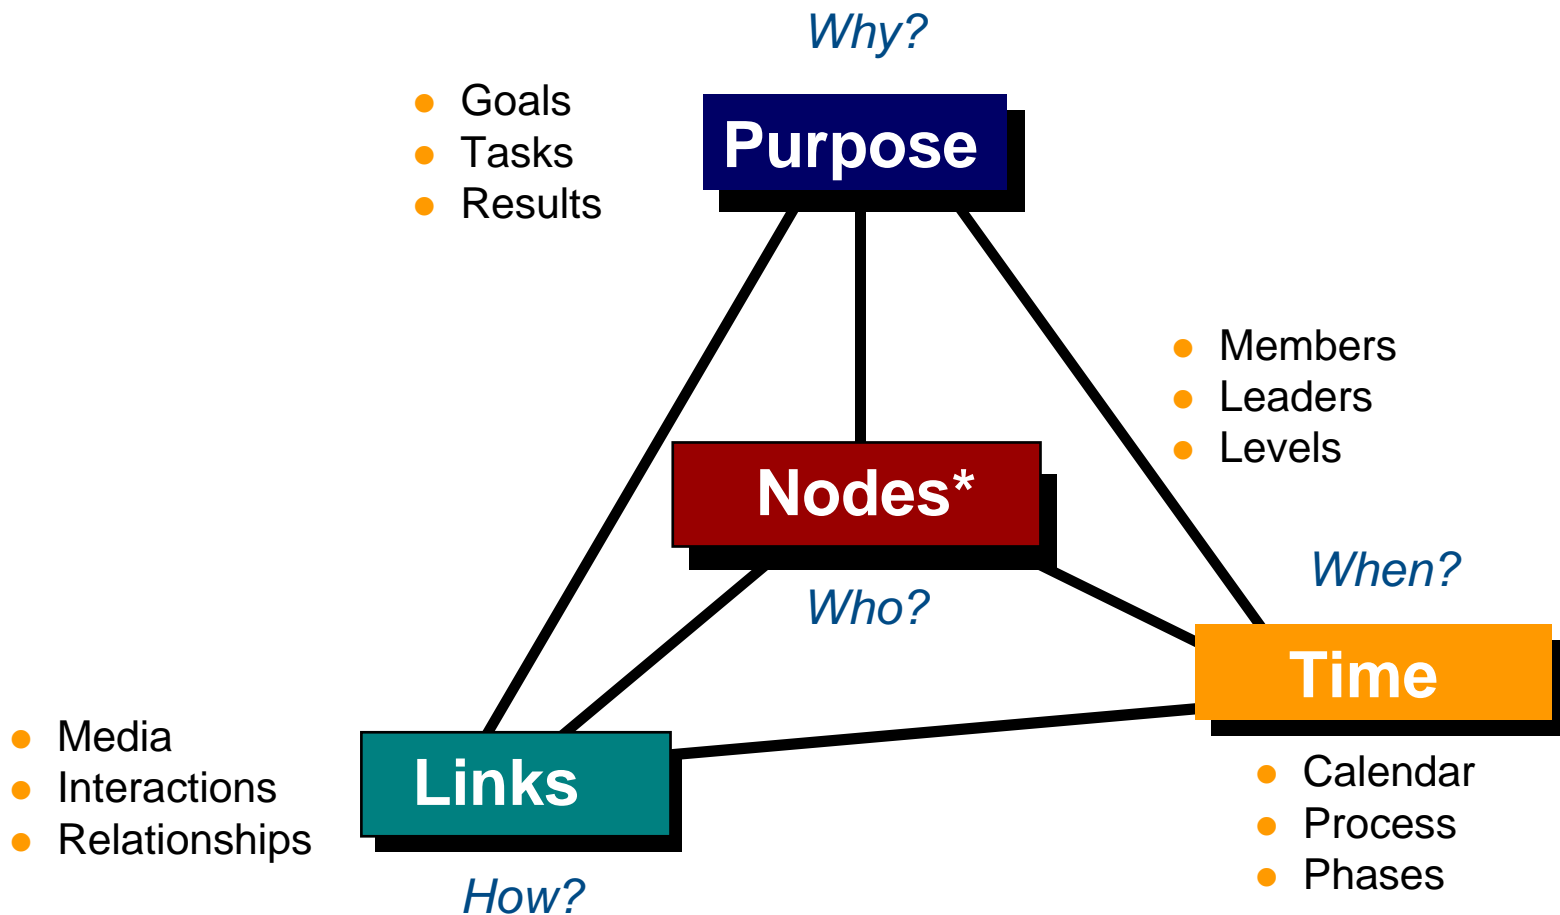 Why?
Purpose
Goals
Tasks
Results
Members
Leaders
Levels
Nodes*
Who?
When?
Time
Calendar
Process
Phases
Media
Interactions
Relationships
Links
How?